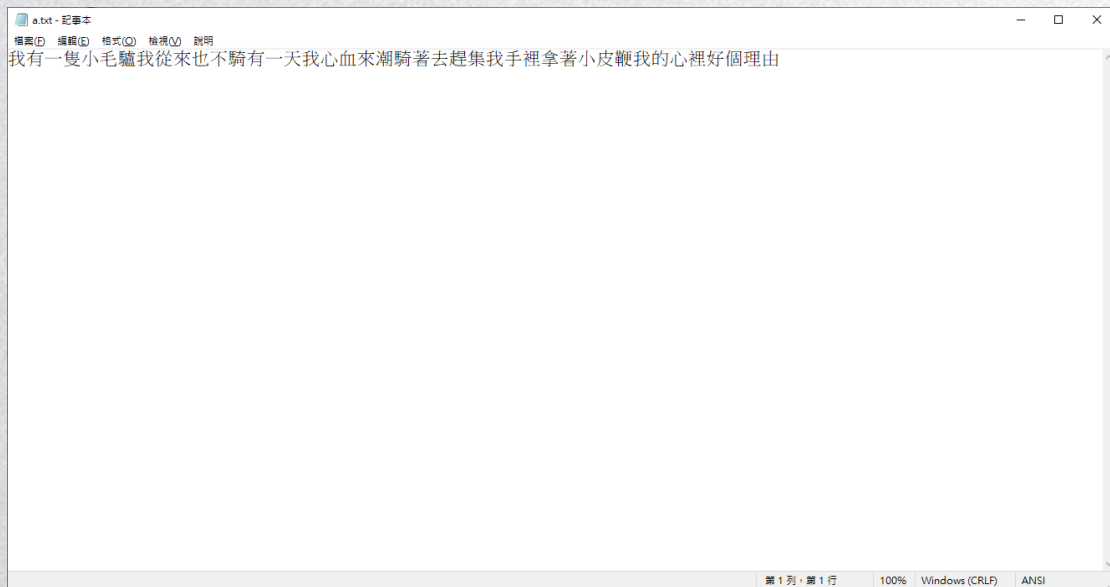 a.txt - 記事本
檔案(F) 編輯(E) 格式(O) 檢視(V) 說明
我有一隻小毛驢我從來也不騎有一天我心血來潮騎著去趕集我手裡拿著小皮鞭我的心裡好個理由
第 1 列，第 1 行 100% Windows (CRLF) ANSI